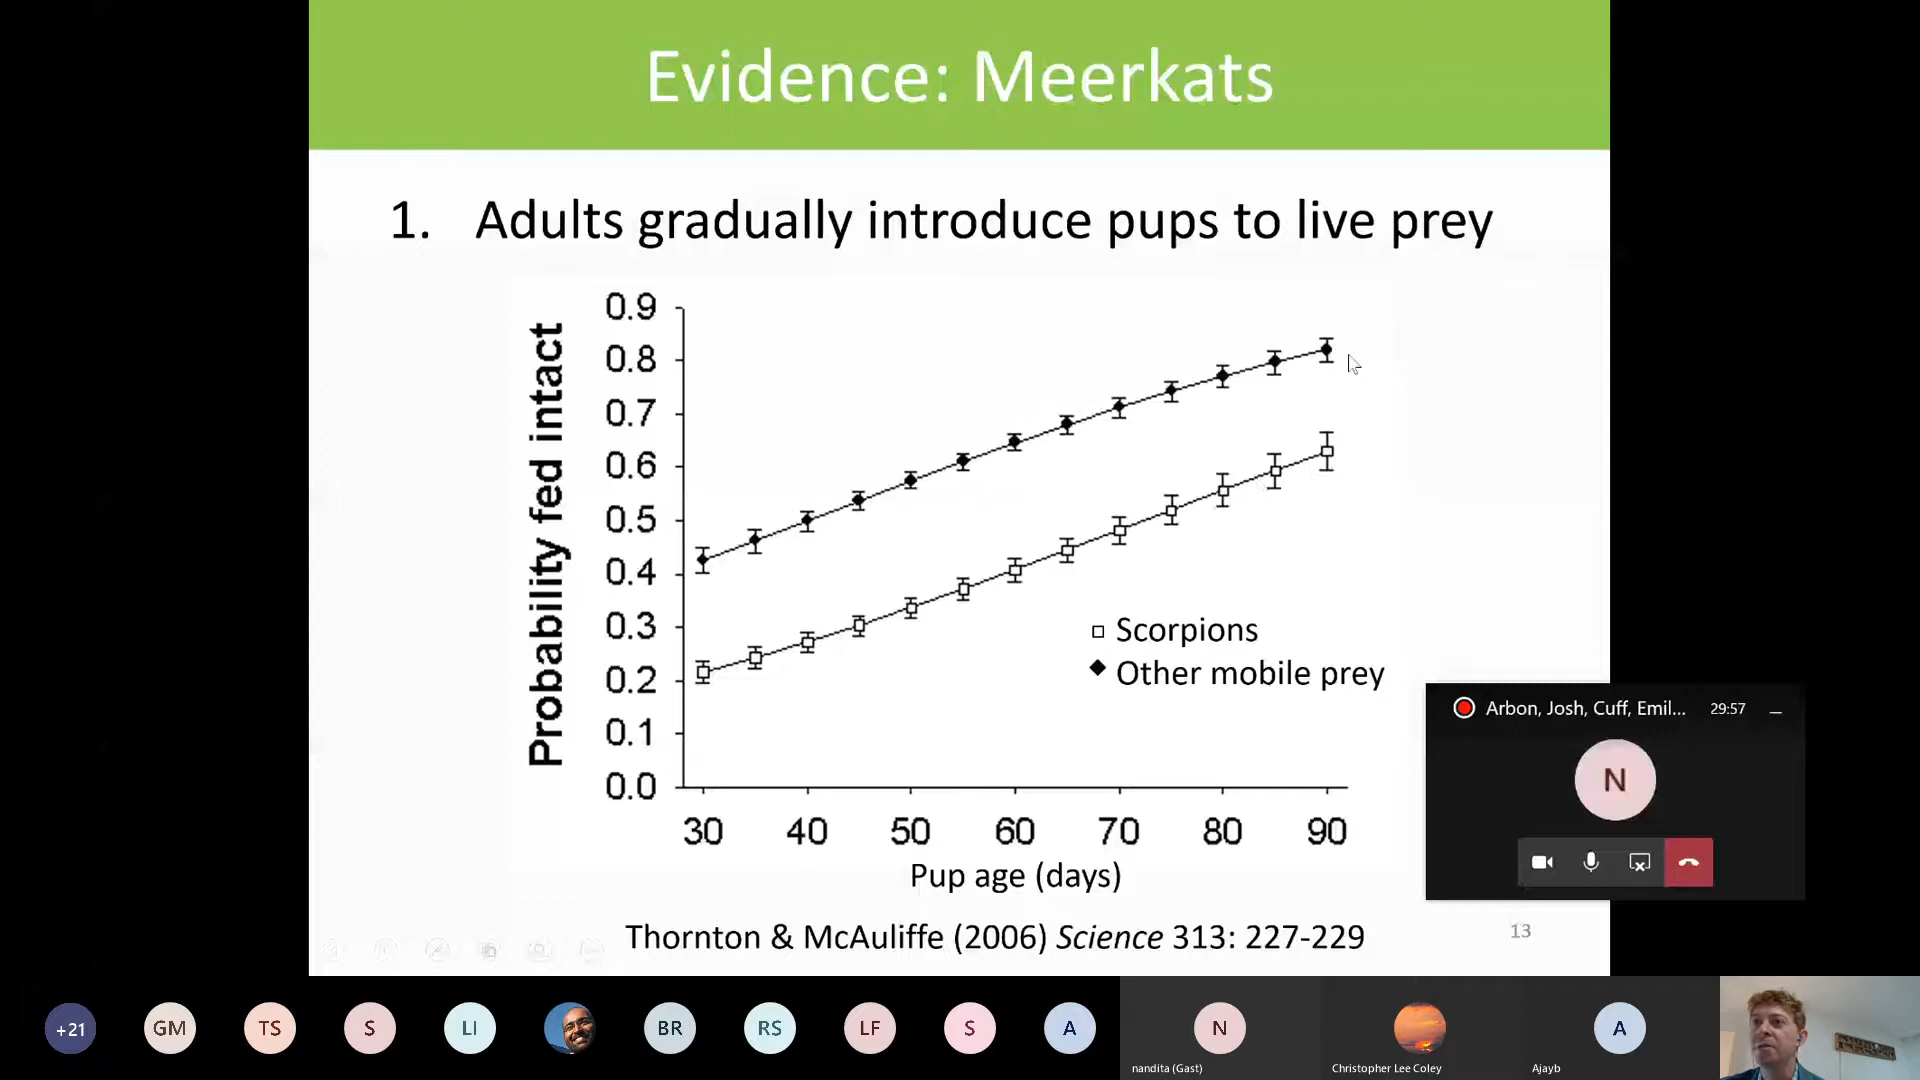 Evidence: Meerkats
1. Adults gradually introduce pups to live prey
Probability fed intact
0.9
0.8
0.7
0.6
0.5
0.4
0.3
0.2
0.1
0.0
Scorpions
Other mobile prey
30 40 50 60 70 80 90
Pup age (days)
Thornton & McAuliffe (2006) Science 313: 227-229
13
Arbon, Josh, Cuff, Emil... 29:57
N
+21 GM TS S LI BR RS LF S A N A
nandita (Gast) Christopher Lee Coley Ajayb